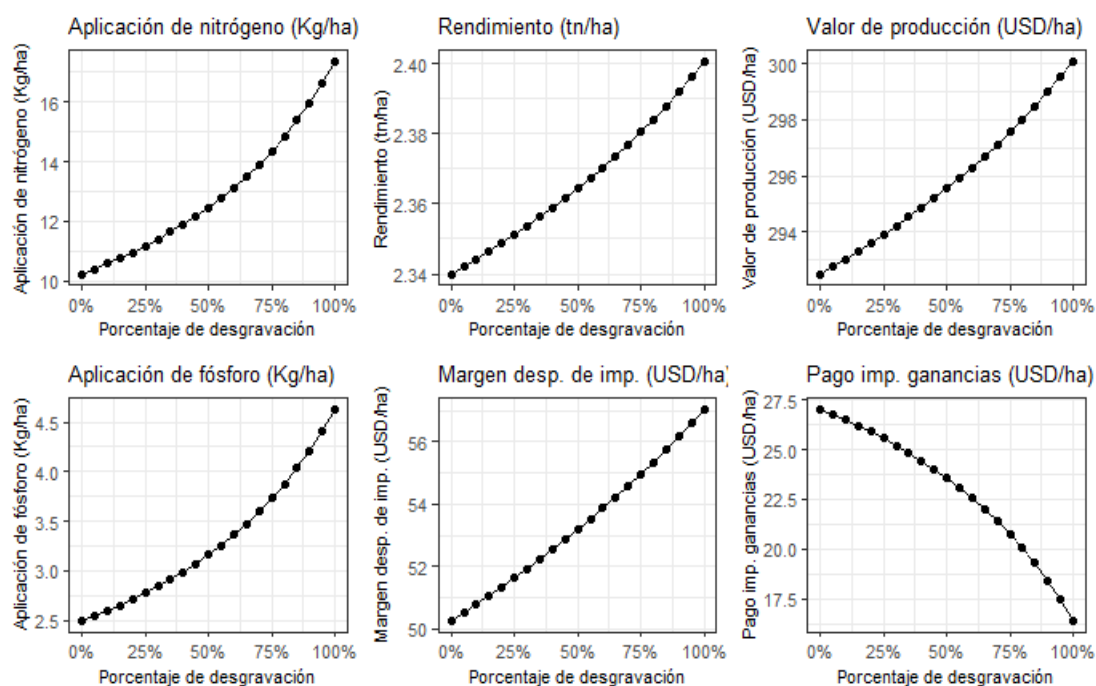 Aplicación de nitrógeno (Kg/ha)
Aplicación de nitrógeno (Kg/ha)
16
14
12
10
0% 25% 50% 75% 100%
Porcentaje de desgravación
Rendimiento (tn/ha)
Rendimiento (tn/ha)
2.40
2.38
2.36
2.34
0% 25% 50% 75% 100%
Porcentaje de desgravación
Valor de producción (USD/ha)
Valor de producción (USD/ha)
300
298
296
294
0% 25% 50% 75% 100%
Porcentaje de desgravación
Aplicación de fósforo (Kg/ha)
Aplicación de fósforo (Kg/ha)
4.5
4.0
3.5
3.0
2.5
0% 25% 50% 75% 100%
Porcentaje de desgravación
Margen desp. de imp. (USD/ha)
Margen desp. de imp. (USD/ha)
56
54
52
50
0% 25% 50% 75% 100%
Porcentaje de desgravación
Pago imp. ganancias (USD/ha)
Pago imp. ganancias (USD/ha)
27.5
25.0
22.5
20.0
17.5
0% 25% 50% 75% 100%
Porcentaje de desgravación